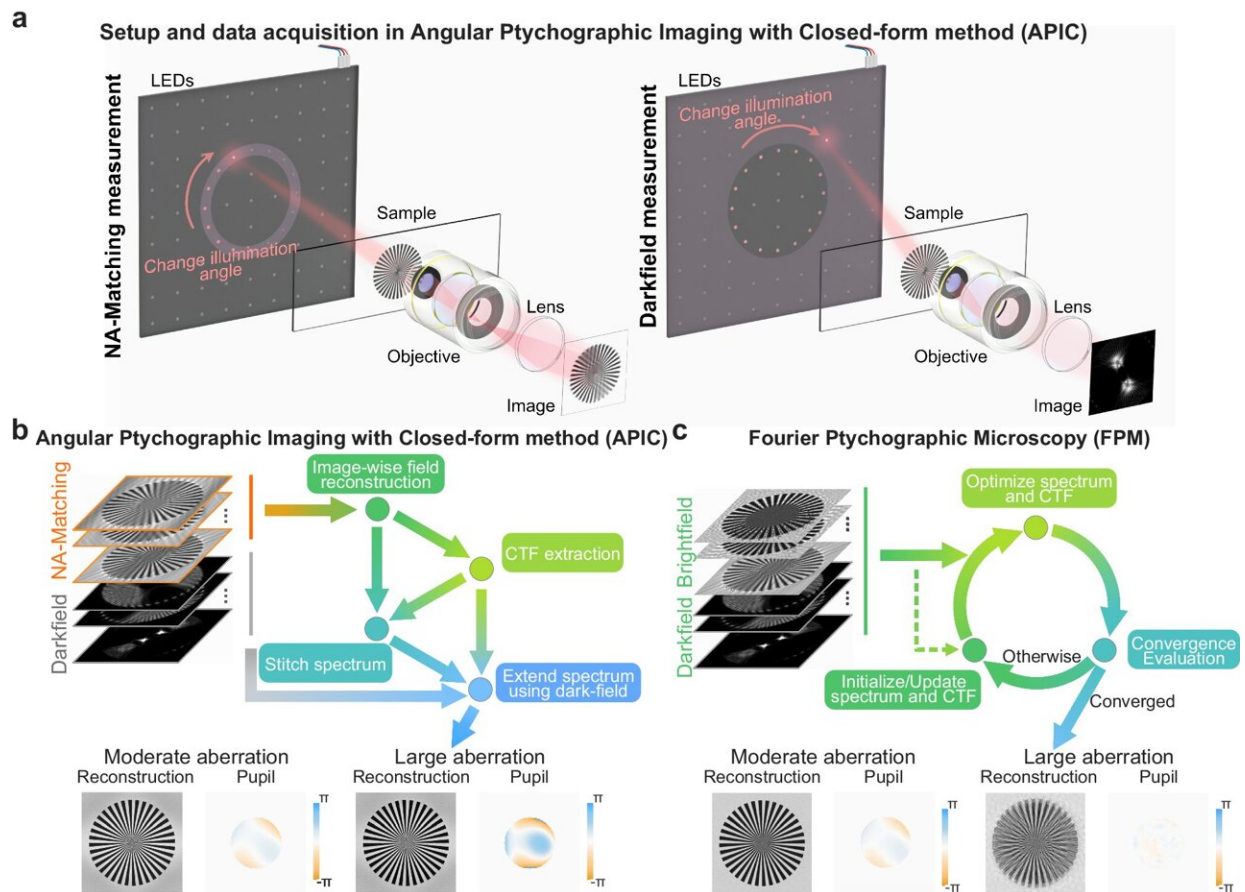 a
Setup and data acquisition in Angular Ptychographic Imaging with Closed-form method (APIC)
NA-Matching measurement
LEDs
Change illumination
angle
Sample
Objective
Lens
Image
Darkfield measurement
LEDs
Change illumination
angle
Sample
Objective
Lens
Image
b
Angular Ptychographic Imaging with Closed-form method (APIC)
NA-Matching
Darkfield
Image-wise field
reconstruction
CTF extraction
Stitch spectrum
Extend spectrum
using dark-field
Moderate aberration
Reconstruction
Pupil
π
-π
Large aberration
Reconstruction
Pupil
π
-π
c
Fourier Ptychographic Microscopy (FPM)
Brightfield
Darkfield
Optimize spectrum
and CTF
Convergence
Evaluation
Otherwise
Initialize/Update
spectrum and CTF
Converged
Moderate aberration
Reconstruction
Pupil
π
-π
Large aberration
Reconstruction
Pupil
π
-π